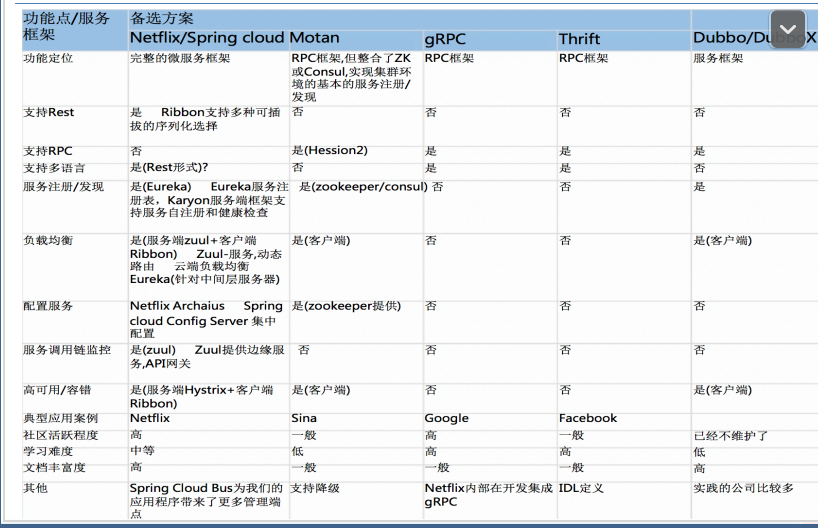 功能点/服务框架 备选方案
Netflix/Spring cloud Motan gRPC Thrift Dubbo/DubboX
功能定位 完整的微服务框架 RPC框架,但整合了ZK或Consul,实现集群环境的基本的服务注册/发现 RPC框架 RPC框架 服务框架
支持Rest 是 Ribbon支持多种可插拔的序列化选择 否 否 否 否
支持RPC 否 是(Hession2) 是 是 是
支持多语言 是(Rest形式)? 否 是 是 否
服务注册/发现 是(Eureka) Eureka服务注册表，Karyon服务端框架支持服务自注册和健康检查 是(zookeeper/consul) 否 否 是
负载均衡 是(服务端zuul+客户端Ribbon) Zuul-服务,动态路由 云端负载均衡 Eureka(针对中间层服务器) 是(客户端) 否 否 是(客户端)
配置服务 Netflix Archaius Spring cloud Config Server 集中配置 是(zookeeper提供) 否 否 否
服务调用链监控 是(zuul) Zuul提供边缘服务,API网关 否 否 否 否
高可用/容错 是(服务端Hystrix+客户端Ribbon) 是(客户端) 否 否 是(客户端)
典型应用案例 Netflix Sina Google Facebook
社区活跃程度 高 一般 高 一般 已经不维护了
学习难度 中等 低 高 高 低
文档丰富度 高 一般 一般 一般 高
其他 Spring Cloud Bus为我们的应用程序带来了更多管理端点 支持降级 Netflix内部在开发集成gRPC IDL定义 实践的公司比较多